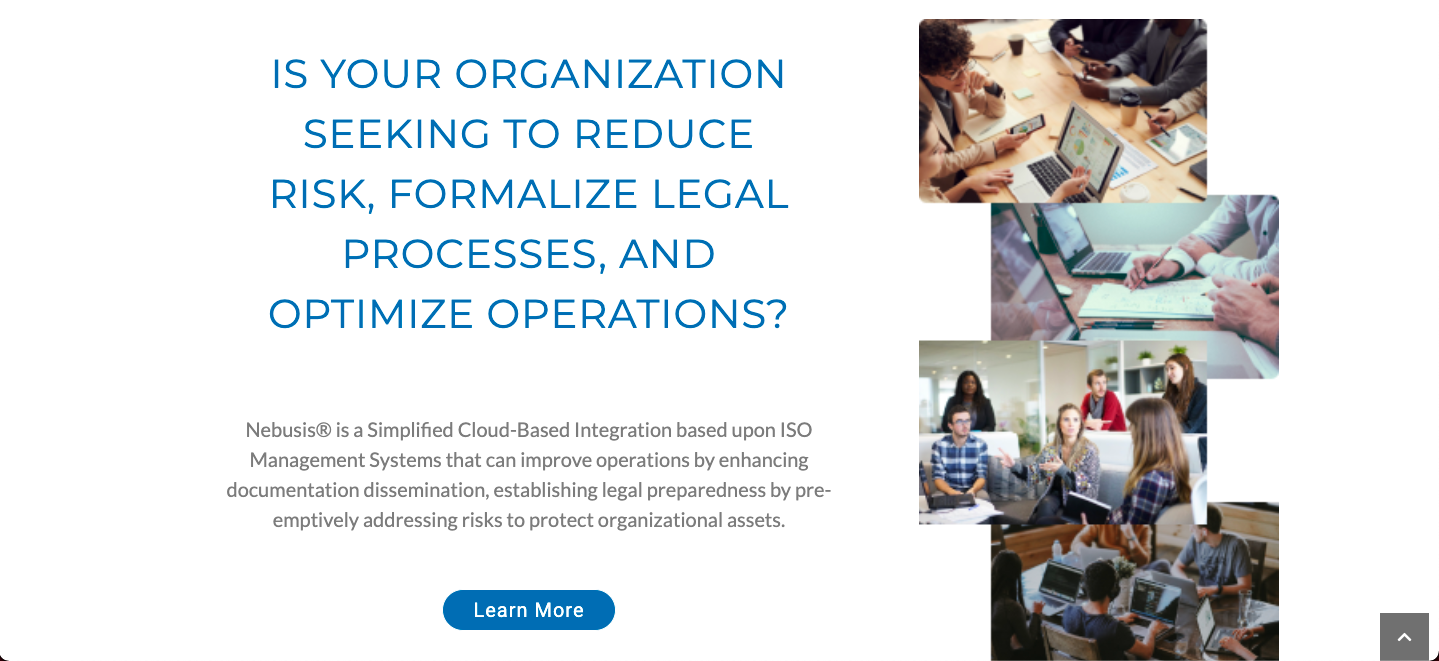 IS YOUR ORGANIZATION
SEEKING TO REDUCE
RISK, FORMALIZE LEGAL
PROCESSES, AND
OPTIMIZE OPERATIONS?
Nebusis® is a Simplified Cloud-Based Integration based upon ISO
Management Systems that can improve operations by enhancing
documentation dissemination, establishing legal preparedness by pre-
emptively addressing risks to protect organizational assets.
Learn More